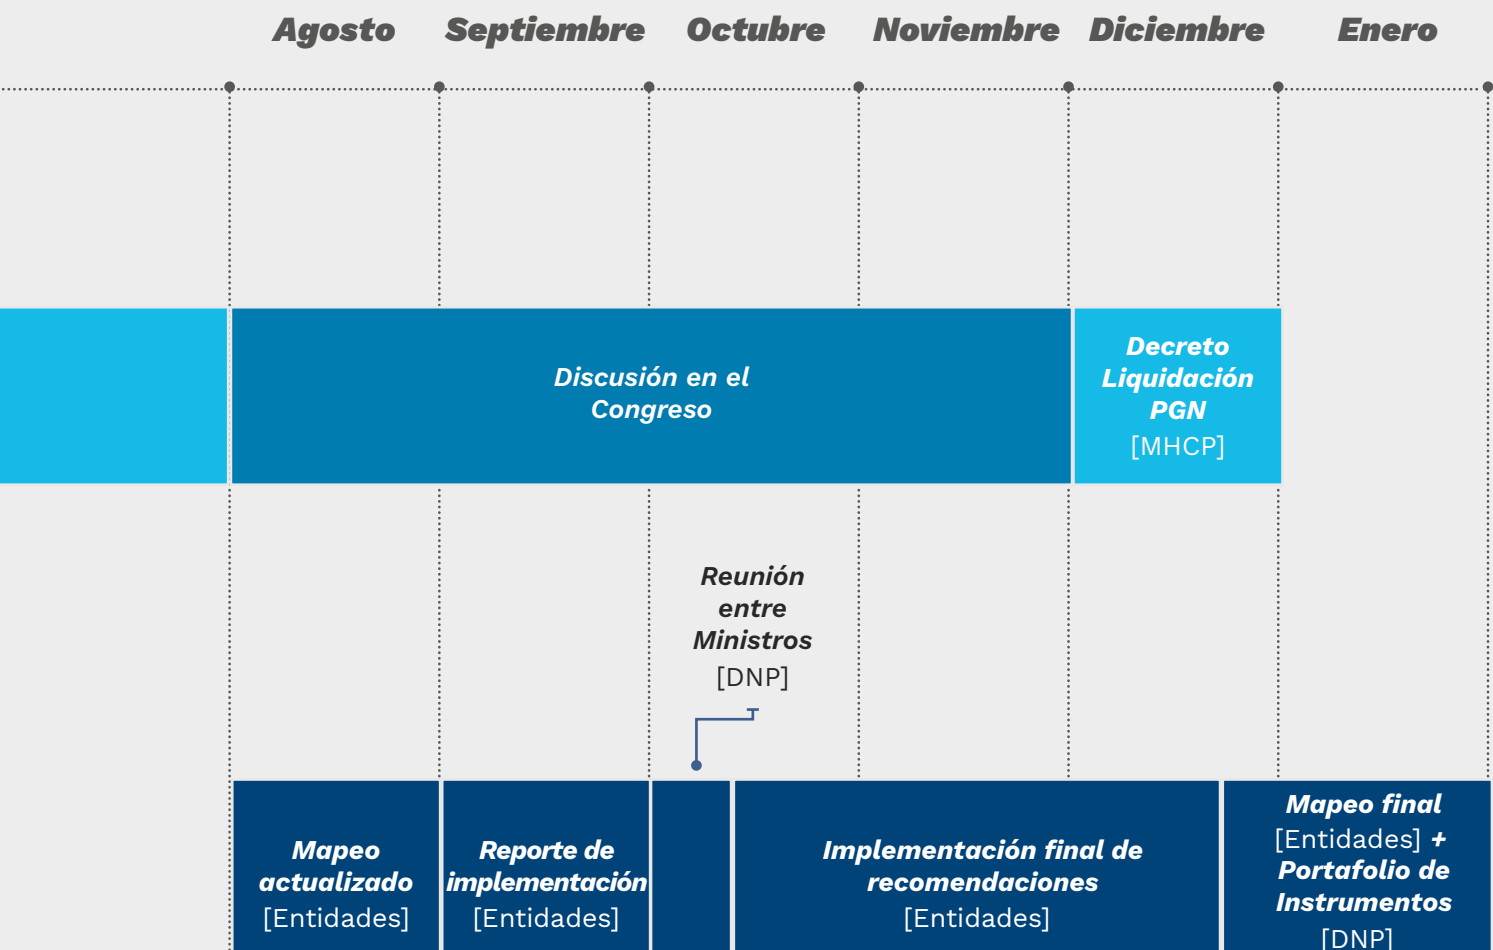 Agosto Septiembre Octubre Noviembre Diciembre Enero
Discusión en el
Congreso
Decreto
Liquidación
PGN
[MHCP]
Reunión
entre
Ministros
[DNP]
Mapeo
actualizado
[Entidades]
Reporte de
implementación
[Entidades]
Implementación final de
recomendaciones
[Entidades]
Mapeo final
[Entidades] +
Portafolio de
Instrumentos
[DNP]